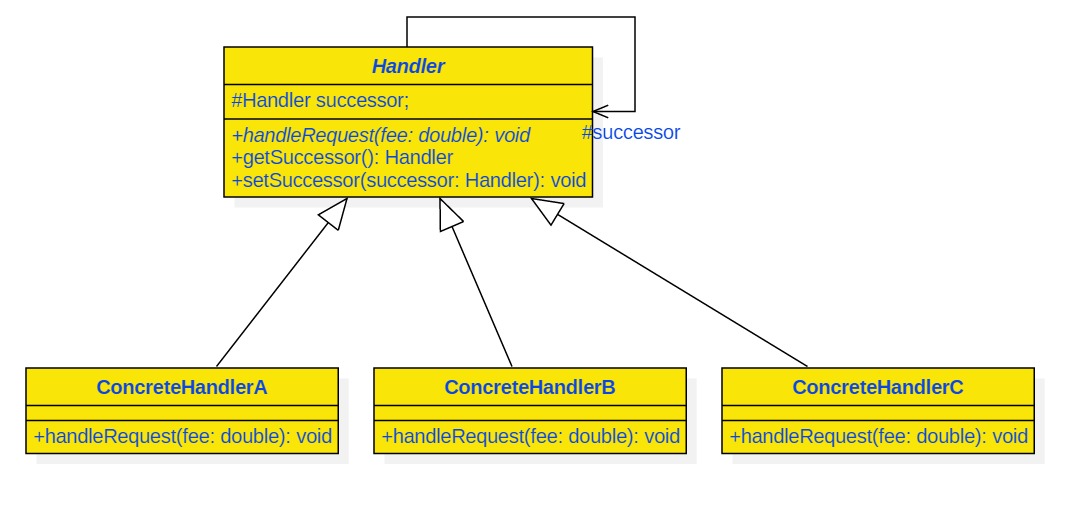 Handler
#Handler successor;
+handleRequest(fee: double): void
#successor
+getSuccessor(): Handler
+setSuccessor(successor: Handler): void
ConcreteHandlerA
+handleRequest(fee: double): void
ConcreteHandlerB
+handleRequest(fee: double): void
ConcreteHandlerC
+handleRequest(fee: double): void